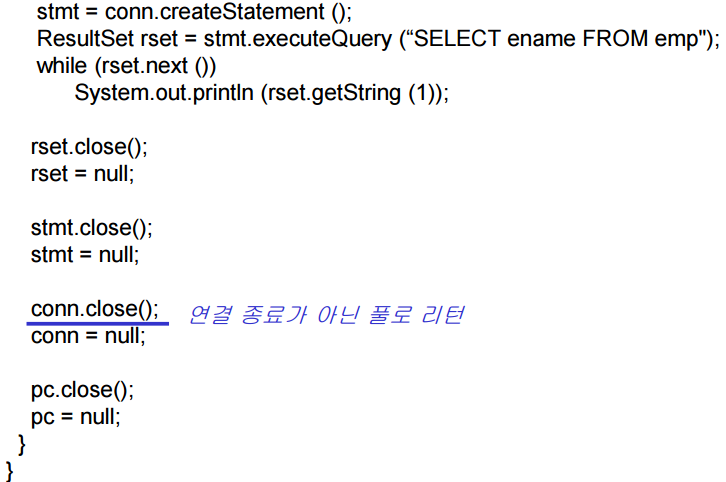 stmt = conn.createStatement ();
ResultSet rset = stmt.executeQuery (“SELECT ename FROM emp");
while (rset.next ())
System.out.println (rset.getString (1));
rset.close();
rset = null;
stmt.close();
stmt = null;
conn.close(); 연결 종료가 아닌 풀로 리턴
conn = null;
pc.close();
pc = null;
}
}